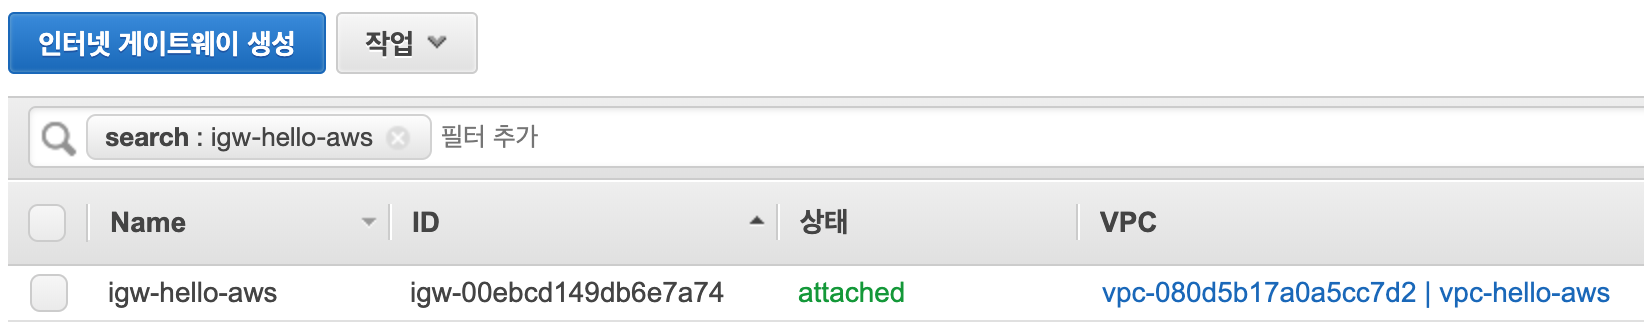 인터넷 게이트웨이 생성 작업
search : igw-hello-aws 필터 추가
Name ID 상태 VPC
igw-hello-aws igw-00ebcd149db6e7a74 attached vpc-080d5b17a0a5cc7d2 | vpc-hello-aws